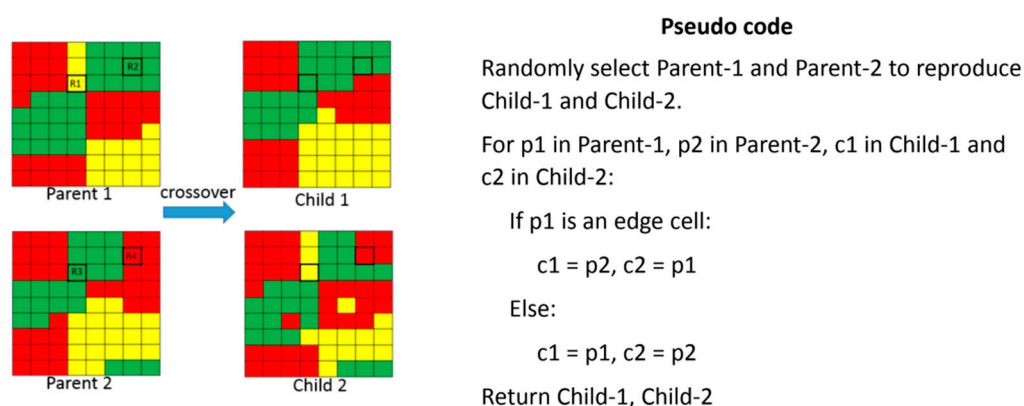 R1
R2
Parent 1
crossover
Child 1
R3
R4
Parent 2
Child 2
Pseudo code
Randomly select Parent-1 and Parent-2 to reproduce
Child-1 and Child-2.
For p1 in Parent-1, p2 in Parent-2, c1 in Child-1 and
c2 in Child-2:
If p1 is an edge cell:
c1 = p2, c2 = p1
Else:
c1 = p1, c2 = p2
Return Child-1, Child-2